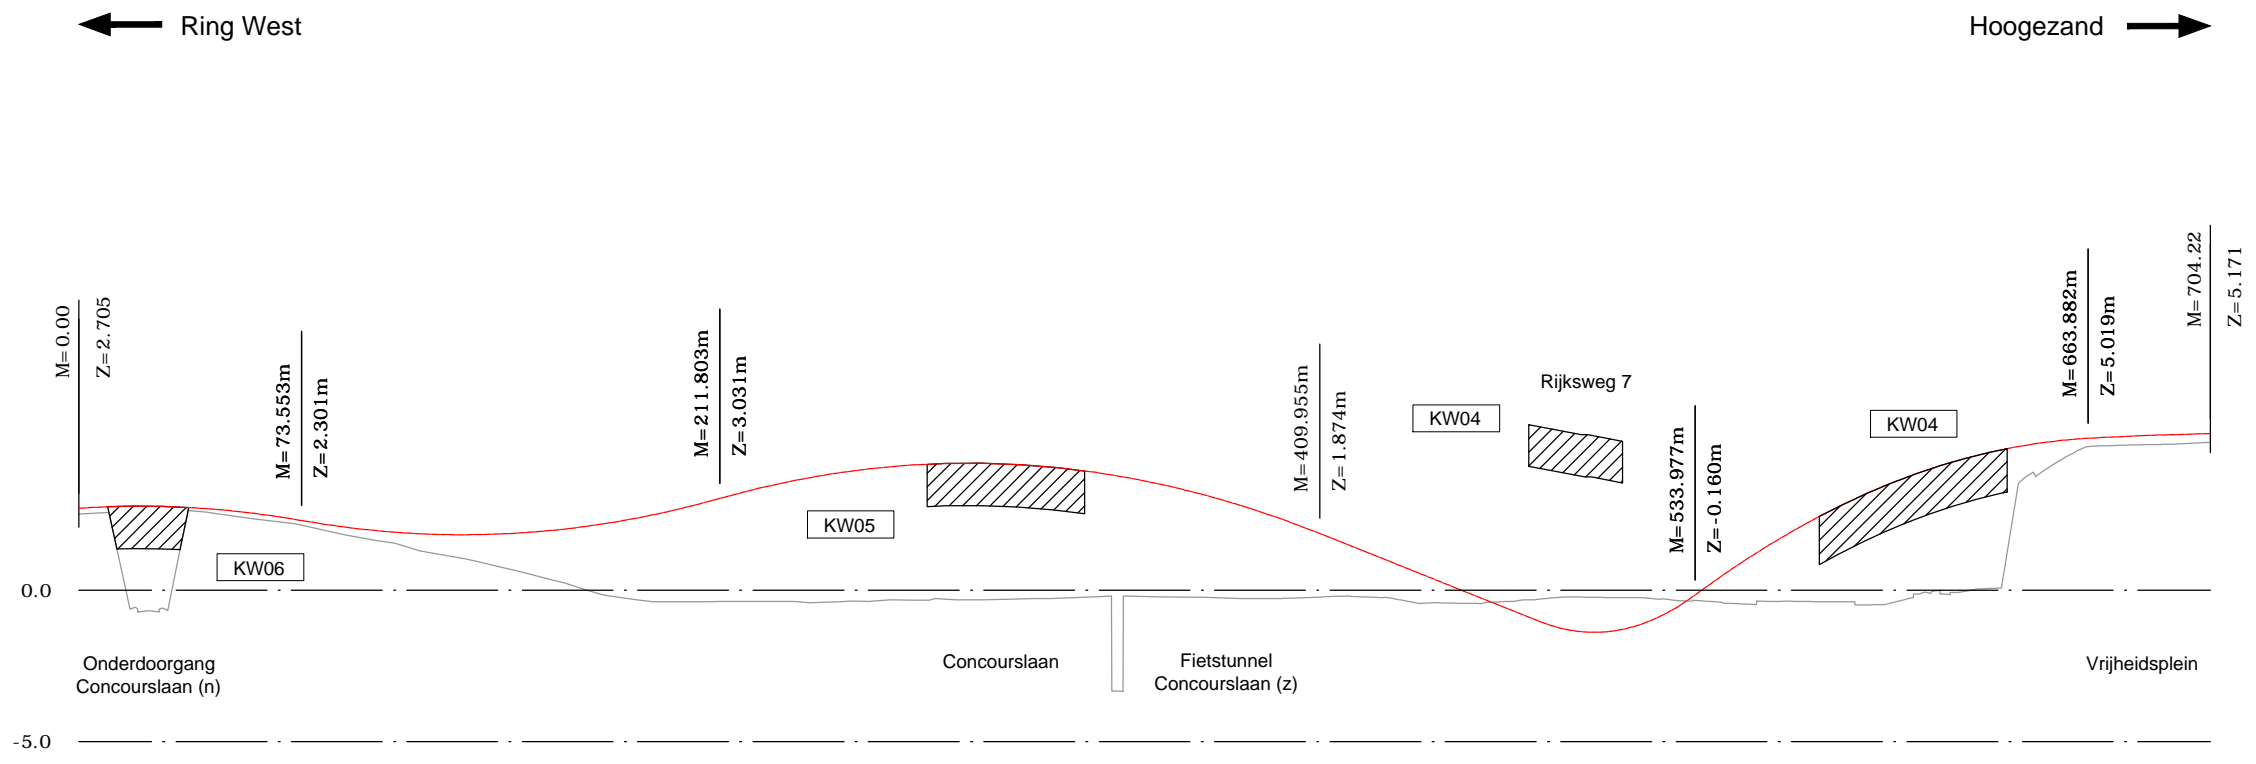 Ring West
Hoogezand
M=0.00
Z=2.705
M=73.553m
Z=2.301m
M=211.803m
Z=3.031m
M=409.955m
Z=1.874m
Rijksweg 7
M=533.977m
Z=-0.160m
M=663.882m
Z=5.019m
M=704.22
Z=5.171
KW04
KW04
KW05
KW06
0.0
Onderdoorgang
Concourslaan (n)
Concourslaan
Fietstunnel
Concourslaan (z)
Vrijheidsplein
-5.0